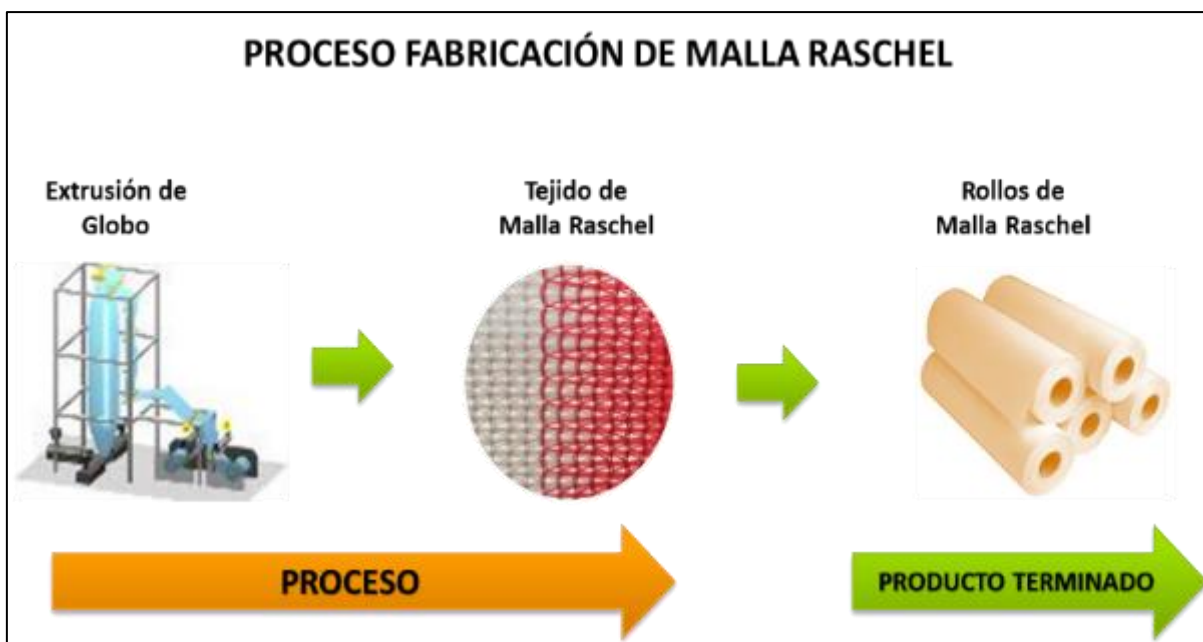 PROCESO FABRICACIÓN DE MALLA RASCHEL
Extrusión de
Globo
Tejido de
Malla Raschel
Rollos de
Malla Raschel
PROCESO
PRODUCTO TERMINADO